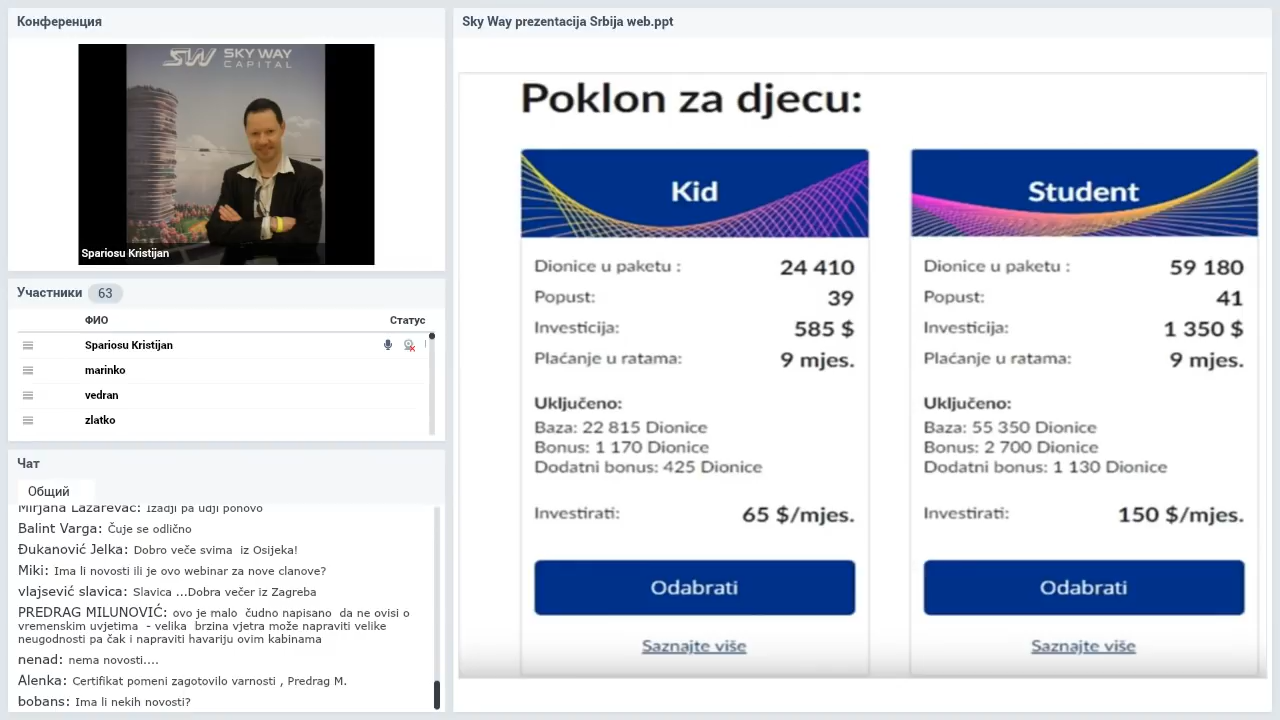 Конференция
SW SKY WAY
CAPITAL
Spariosu Kristijan
Участники 63
ФИО Статус
Spariosu Kristijan
marinko
vedran
zlatko
Чат
Общий
Mirjana Lazarevac: Izadji pa udji ponovo
Balint Varga: Čuje se odlično
Đukanović Jelka: Dobro veče svima iz Osijeka!
Miki: Ima li novosti ili je ovo webinar za nove clanove?
vlajsević slavica: Slavica ...Dobra večer iz Zagreba
PREDRAG MILUNOVIĆ: ovo je malo čudno napisano da ne ovisi o
vremenskim uvjetima - velika brzina vjetra može napraviti velike
neugodnosti pa čak i napraviti havariju ovim kabinama
nenad: nema novosti....
Alenka: Certifikat pomeni zagotovilo varnosti , Predrag M.
bobans: Ima li nekih novosti?
Sky Way prezentacija Srbija web.ppt
Poklon za djecu:
Kid
Dionice u paketu : 24 410
Popust: 39
Investicija: 585 $
Plaćanje u ratama: 9 mjes.
Uključeno:
Baza: 22 815 Dionice
Bonus: 1 170 Dionice
Dodatni bonus: 425 Dionice
Investirati: 65 $/mjes.
Odabrati
Saznajte više
Student
Dionice u paketu : 59 180
Popust: 41
Investicija: 1 350 $
Plaćanje u ratama: 9 mjes.
Uključeno:
Baza: 55 350 Dionice
Bonus: 2 700 Dionice
Dodatni bonus: 1 130 Dionice
Investirati: 150 $/mjes.
Odabrati
Saznajte više